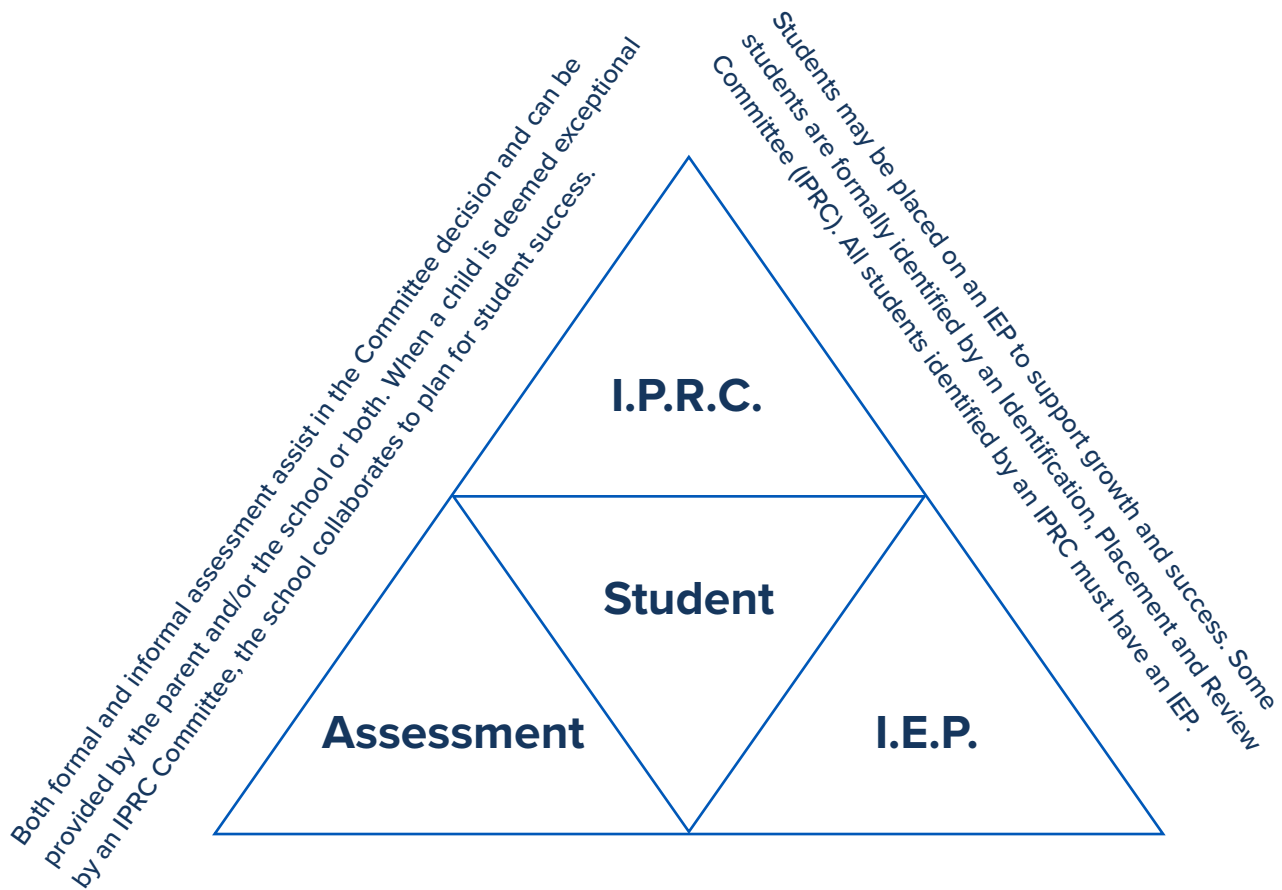 Both formal and informal assessment assist in the Committee decision and can be
provided by the parent and/or the school or both. When a child is deemed exceptional
by an IPRC Committee, the school collaborates to plan for student success.
Students may be placed on an IEP to support growth and success. Some
students are formally identified by an Identification, Placement and Review
Committee (IPRC). All students identified by an IPRC must have an IEP.
I.P.R.C.
Student
Assessment
I.E.P.